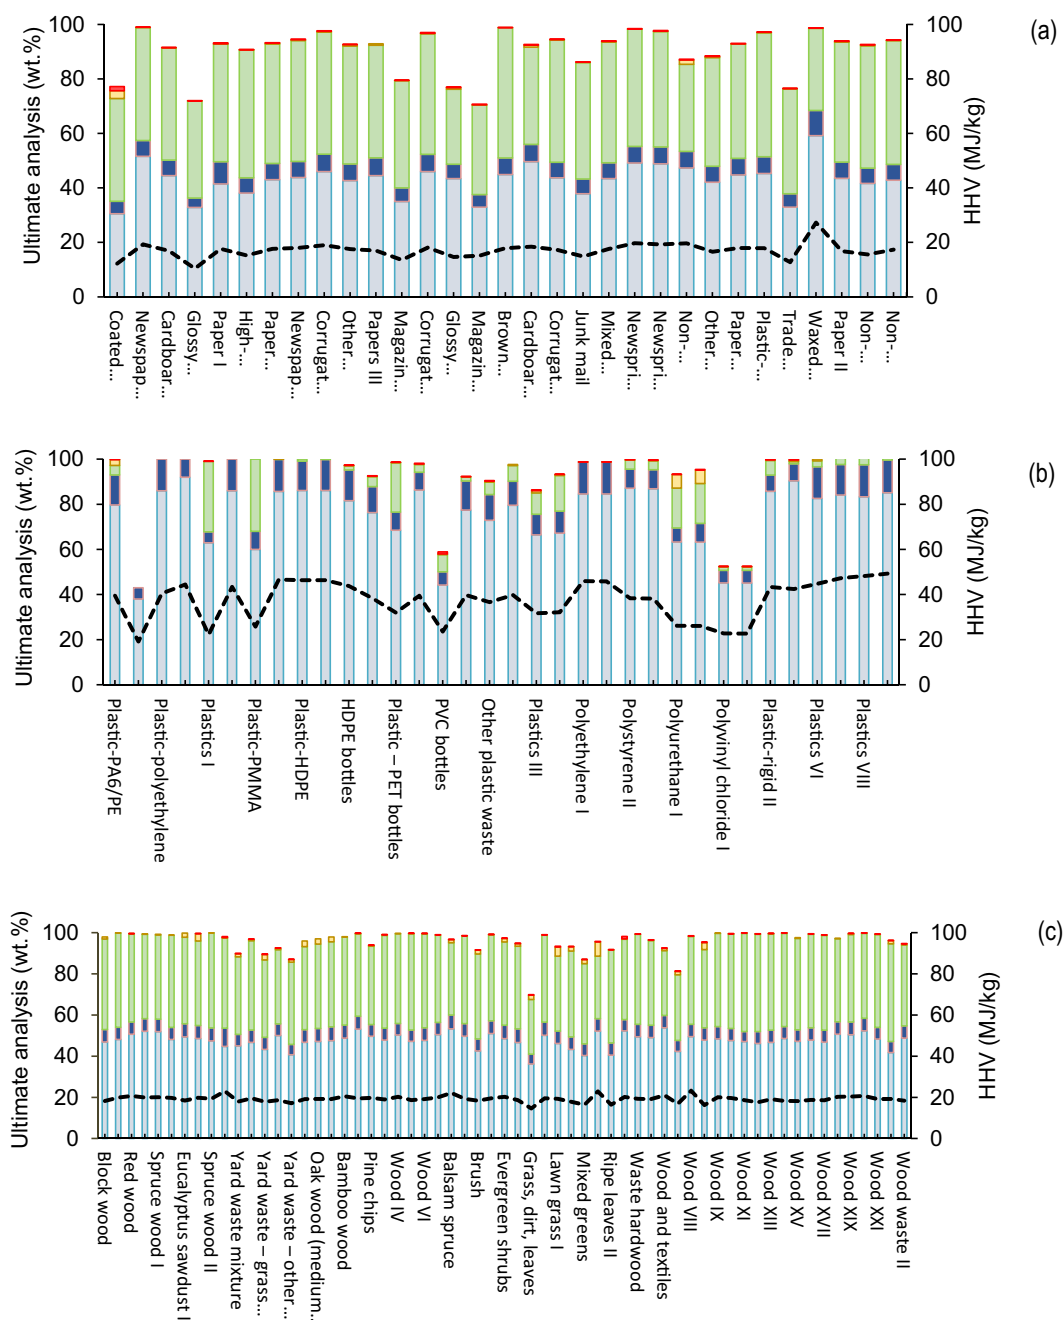 (a)
Ultimate analysis (wt.%)
HHV (MJ/kg)
100
80
60
40
20
0
100
80
60
40
20
0
Coated...
Newspap...
Cardboar...
Glossy...
Paper I
High-...
Paper...
Newspap...
Corrugat...
Other...
Papers III
Magazin...
Corrugat...
Glossy...
Magazin...
Brown...
Cardboar...
Corrugat...
Junk mail
Mixed...
Newspri...
Newspri...
Non-...
Other...
Paper...
Plastic-...
Trade...
Waxed...
Paper II
Non-...
Non-...
(b)
Ultimate analysis (wt.%)
HHV (MJ/kg)
100
80
60
40
20
0
100
80
60
40
20
0
Plastic-PA6/PE
Plastic-polyethylene
Plastics I
Plastic-PMMA
Plastic-HDPE
HDPE bottles
Plastic – PET bottles
PVC bottles
Other plastic waste
Plastics III
Polyethylene I
Polystyrene II
Polyurethane I
Polyvinyl chloride I
Plastic-rigid II
Plastics VI
Plastics VIII
(c)
Ultimate analysis (wt.%)
HHV (MJ/kg)
100
80
60
40
20
0
100
80
60
40
20
0
Block wood
Red wood
Spruce wood I
Eucalyptus sawdust I
Spruce wood II
Yard waste mixture
Yard waste – grass...
Yard waste – other...
Oak wood (medium...
Bamboo wood
Pine chips
Wood IV
Wood VI
Balsam spruce
Brush
Evergreen shrubs
Grass, dirt, leaves
Lawn grass I
Mixed greens
Ripe leaves II
Waste hardwood
Wood and textiles
Wood VIII
Wood IX
Wood XI
Wood XIII
Wood XV
Wood XVII
Wood XIX
Wood XXI
Wood waste II